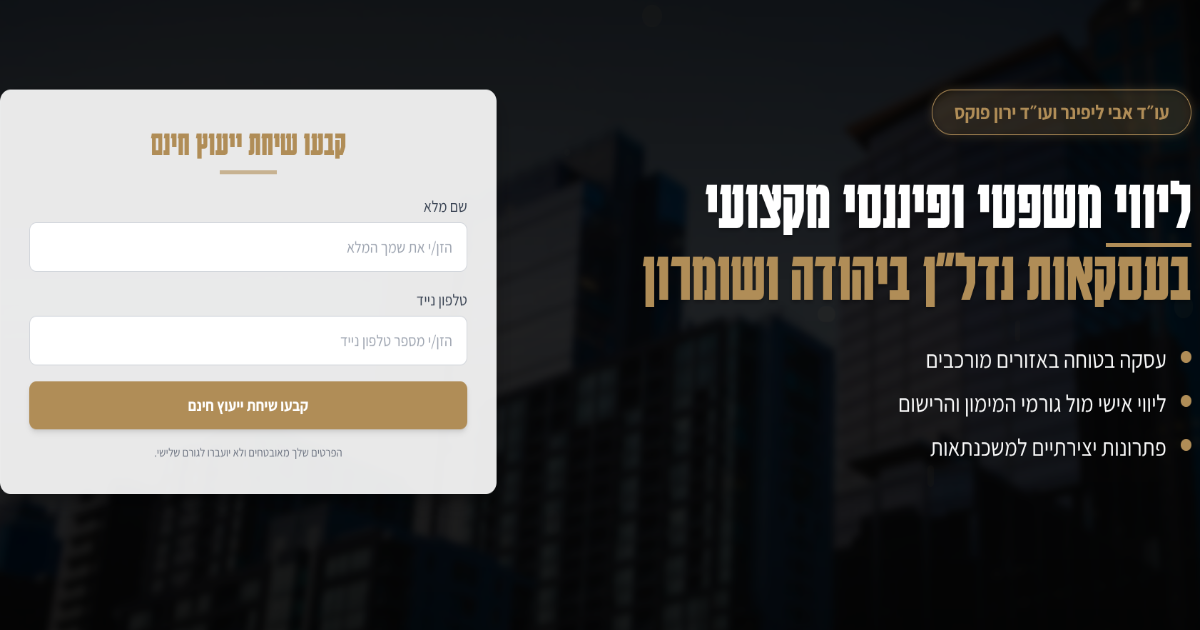 עו״ד אבי ליפינר ועו״ד ירון פוקס
ליווי משפטי ופיננסי מקצועי
בעסקאות נדל"ן ביהודה ושומרון
עסקה בטוחה באזורים מורכבים
ליווי אישי מול גורמי המימון והרישום
פתרונות יצירתיים למשכנתאות
קבעו שיחת ייעוץ חינם
שם מלא
הזן/י את שמך המלא
טלפון נייד
הזן/י מספר טלפון נייד
קבעו שיחת ייעוץ חינם
הפרטים שלך מאובטחים ולא יועברו לגורם שלישי.